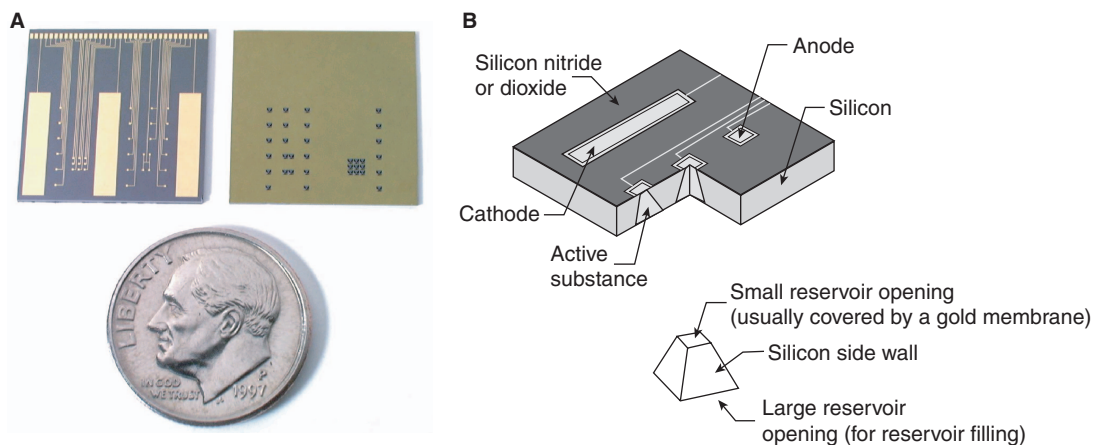 A
LIBERTY
IN GOD
WE TRUST
P
1997
B
Silicon nitride
or dioxide
Anode
Silicon
Cathode
Active
substance
Small reservoir opening
(usually covered by a gold membrane)
Silicon side wall
Large reservoir
opening (for reservoir filling)